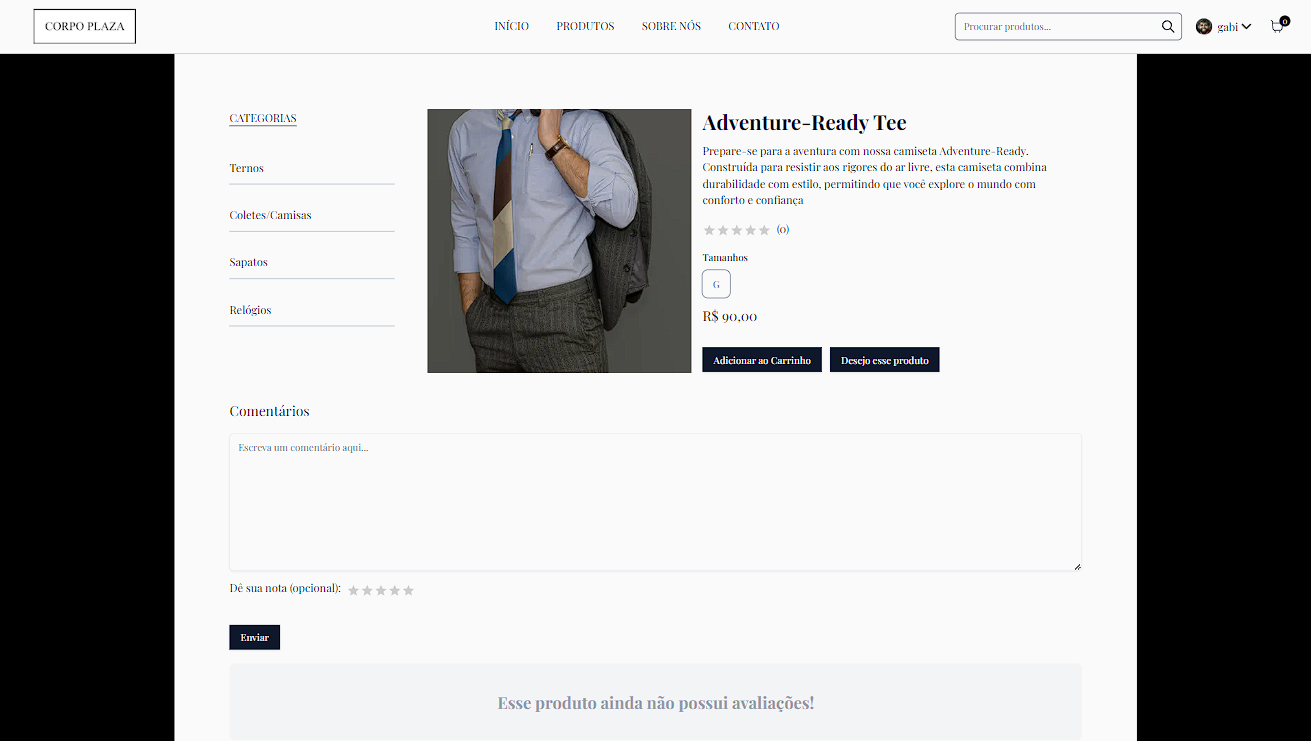 CORPO PLAZA
INÍCIO PRODUTOS SOBRE NÓS CONTATO
Procurar produtos...
gabi
0
CATEGORIAS
Ternos
Coletes/Camisas
Sapatos
Relógios
Adventure-Ready Tee
Prepare-se para a aventura com nossa camiseta Adventure-Ready.
Construída para resistir aos rigores do ar livre, esta camiseta combina
durabilidade com estilo, permitindo que você explore o mundo com
conforto e confiança
(0)
Tamanhos
G
R$ 90,00
Adicionar ao Carrinho Desejo esse produto
Comentários
Escreva um comentário aqui...
Dê sua nota (opcional):
Enviar
Esse produto ainda não possui avaliações!